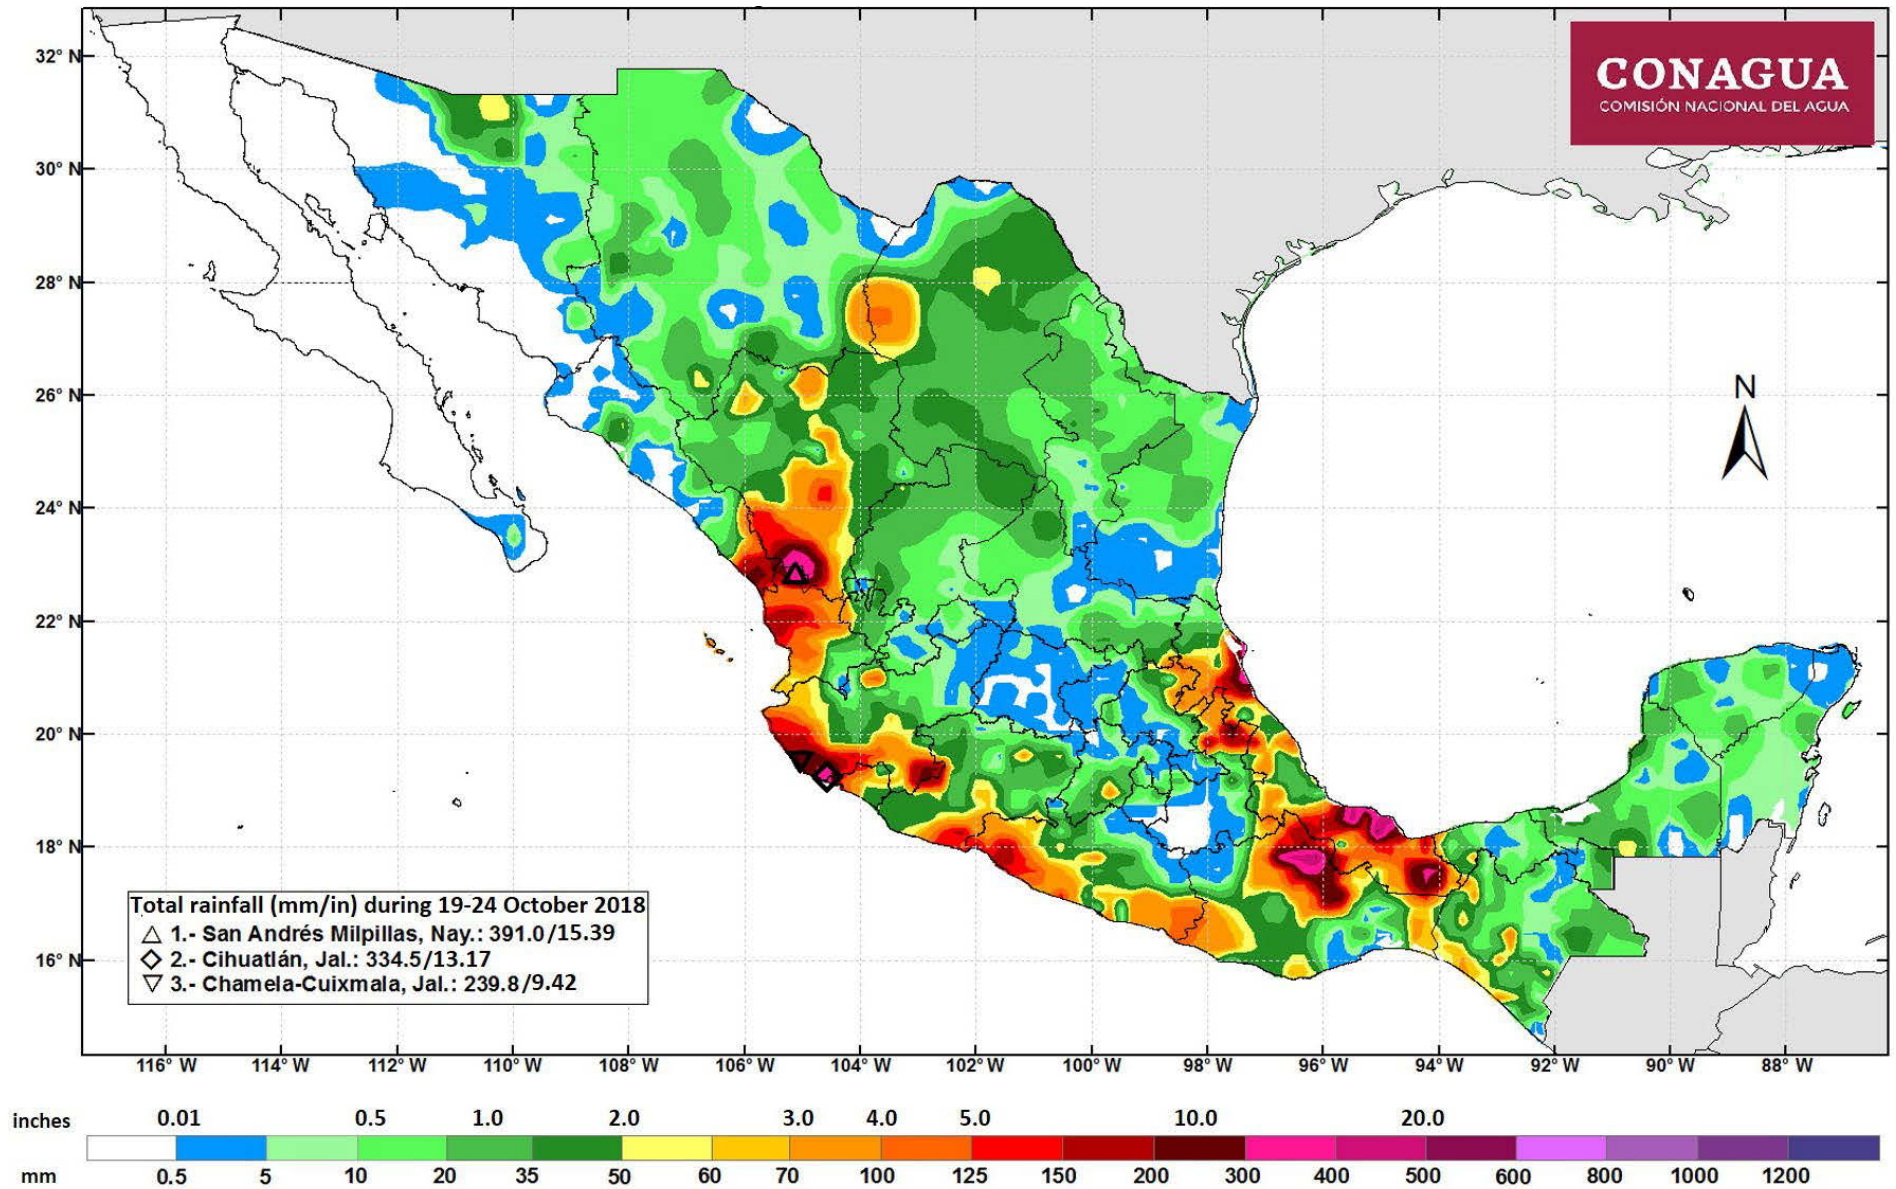 CONAGUA
COMISIÓN NACIONAL DEL AGUA
32° N
30° N
28° N
26° N
24° N
22° N
20° N
18° N
16° N
N
Total rainfall (mm/in) during 19-24 October 2018
1.- San Andrés Milpillas, Nay.: 391.0/15.39
2.- Cihuatlán, Jal.: 334.5/13.17
3.- Chamela-Cuixmala, Jal.: 239.8/9.42
116° W 114° W 112° W 110° W 108° W 106° W 104° W 102° W 100° W 98° W 96° W 94° W 92° W 90° W 88° W
inches 0.01 0.5 1.0 2.0 3.0 4.0 5.0 10.0 20.0
mm 0.5 5 10 20 35 50 60 70 100 125 150 200 300 400 500 600 800 1000 1200